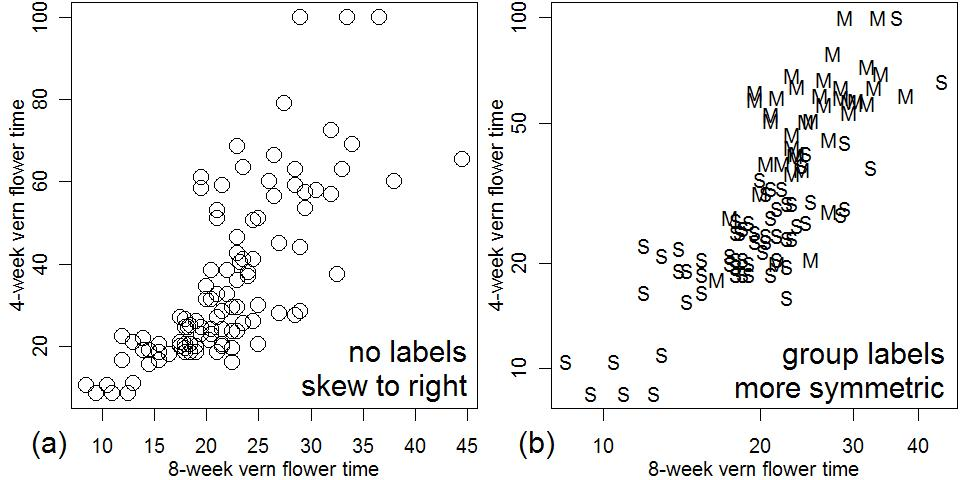 100
80
60
40
20
4-week vern flower time
no labels
skew to right
10 15 20 25 30 35 40 45
(a)
8-week vern flower time
100
50
20
10
4-week vern flower time
group labels
more symmetric
10 20 30 40
(b)
8-week vern flower time